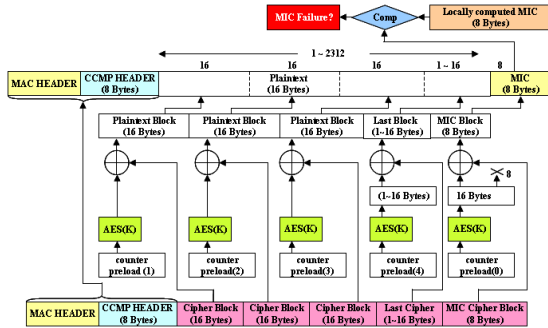 MIC Failure?
Comp
Locally computed MIC
(8 Bytes)
1 ~ 2312
16
16
16
1 ~ 16
8
MAC HEADER
CCMP HEADER
(8 Bytes)
Plaintext
(16 Bytes)
MIC
(8 Bytes)
Plaintext Block
(16 Bytes)
Plaintext Block
(16 Bytes)
Plaintext Block
(16 Bytes)
Last Block
(1~16 Bytes)
MIC Block
(8 Bytes)
8
(1~16 Bytes)
16 Bytes
AES(K)
AES(K)
AES(K)
AES(K)
AES(K)
counter
preload (1)
counter
preload(2)
counter
preload(3)
counter
preload(4)
counter
preload(0)
MAC HEADER
CCMP HEADER
(8 Bytes)
Cipher Block
(16 Bytes)
Cipher Block
(16 Bytes)
Cipher Block
(16 Bytes)
Last Cipher
(1~16 Bytes)
MIC Cipher Block
(8 Bytes)